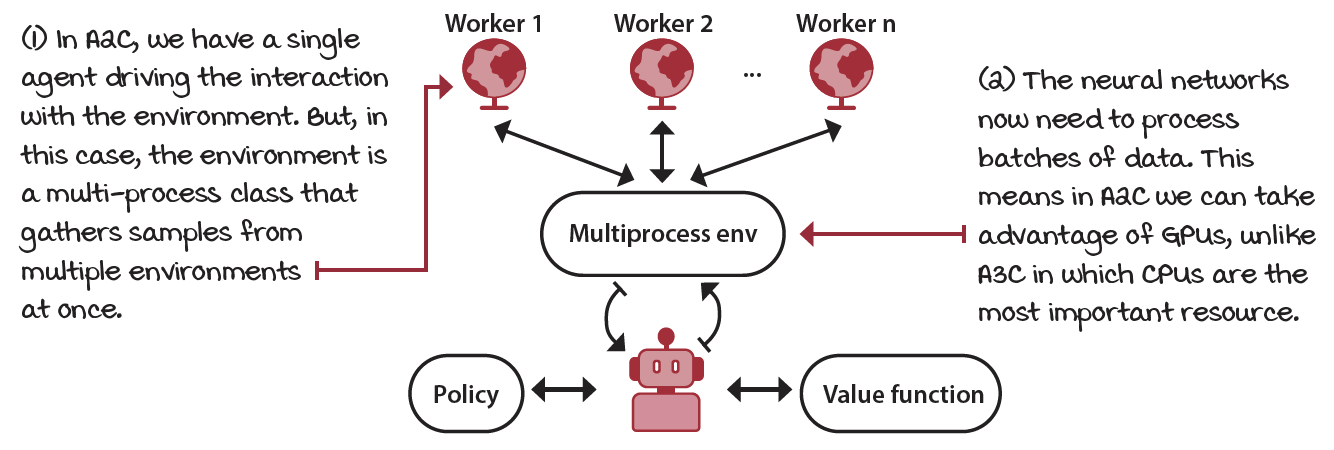 Worker 1
Worker 2
Worker n
...
(1) In A2C, we have a single
agent driving the interaction
with the environment. But, in
this case, the environment is
a multi-process class that
gathers samples from
multiple environments
at once.
(2) The neural networks
now need to process
batches of data. This
means in A2C we can take
advantage of GPUs, unlike
A3C in which CPUs are the
most important resource.
Multiprocess env
Policy
Value function